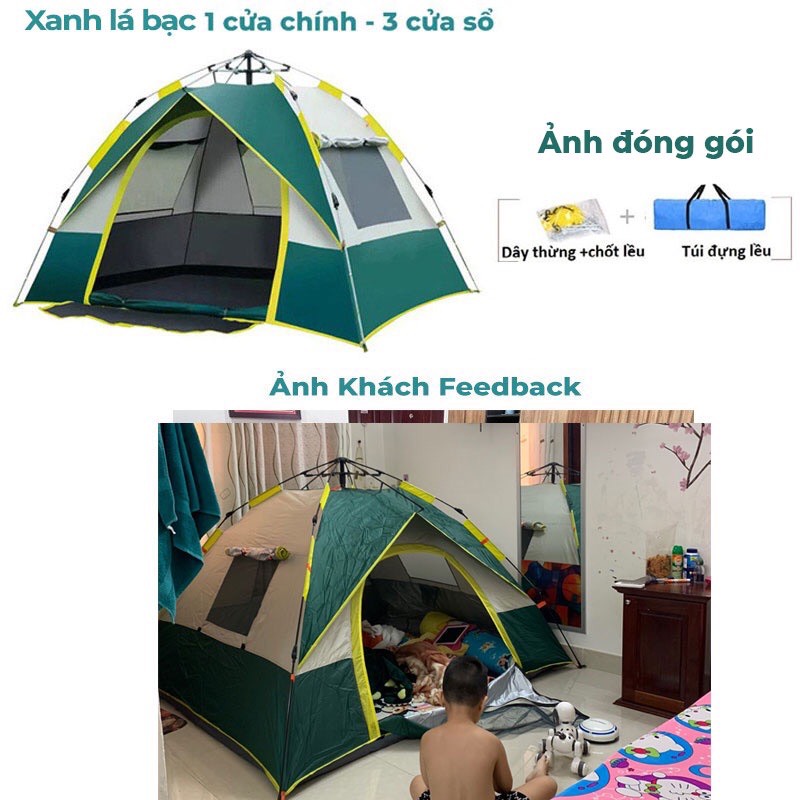 Xanh lá bạc 1 cửa chính - 3 cửa sổ
Ảnh đóng gói
+
Dây thừng +chốt lều
Túi đựng lều
Ảnh Khách Feedback